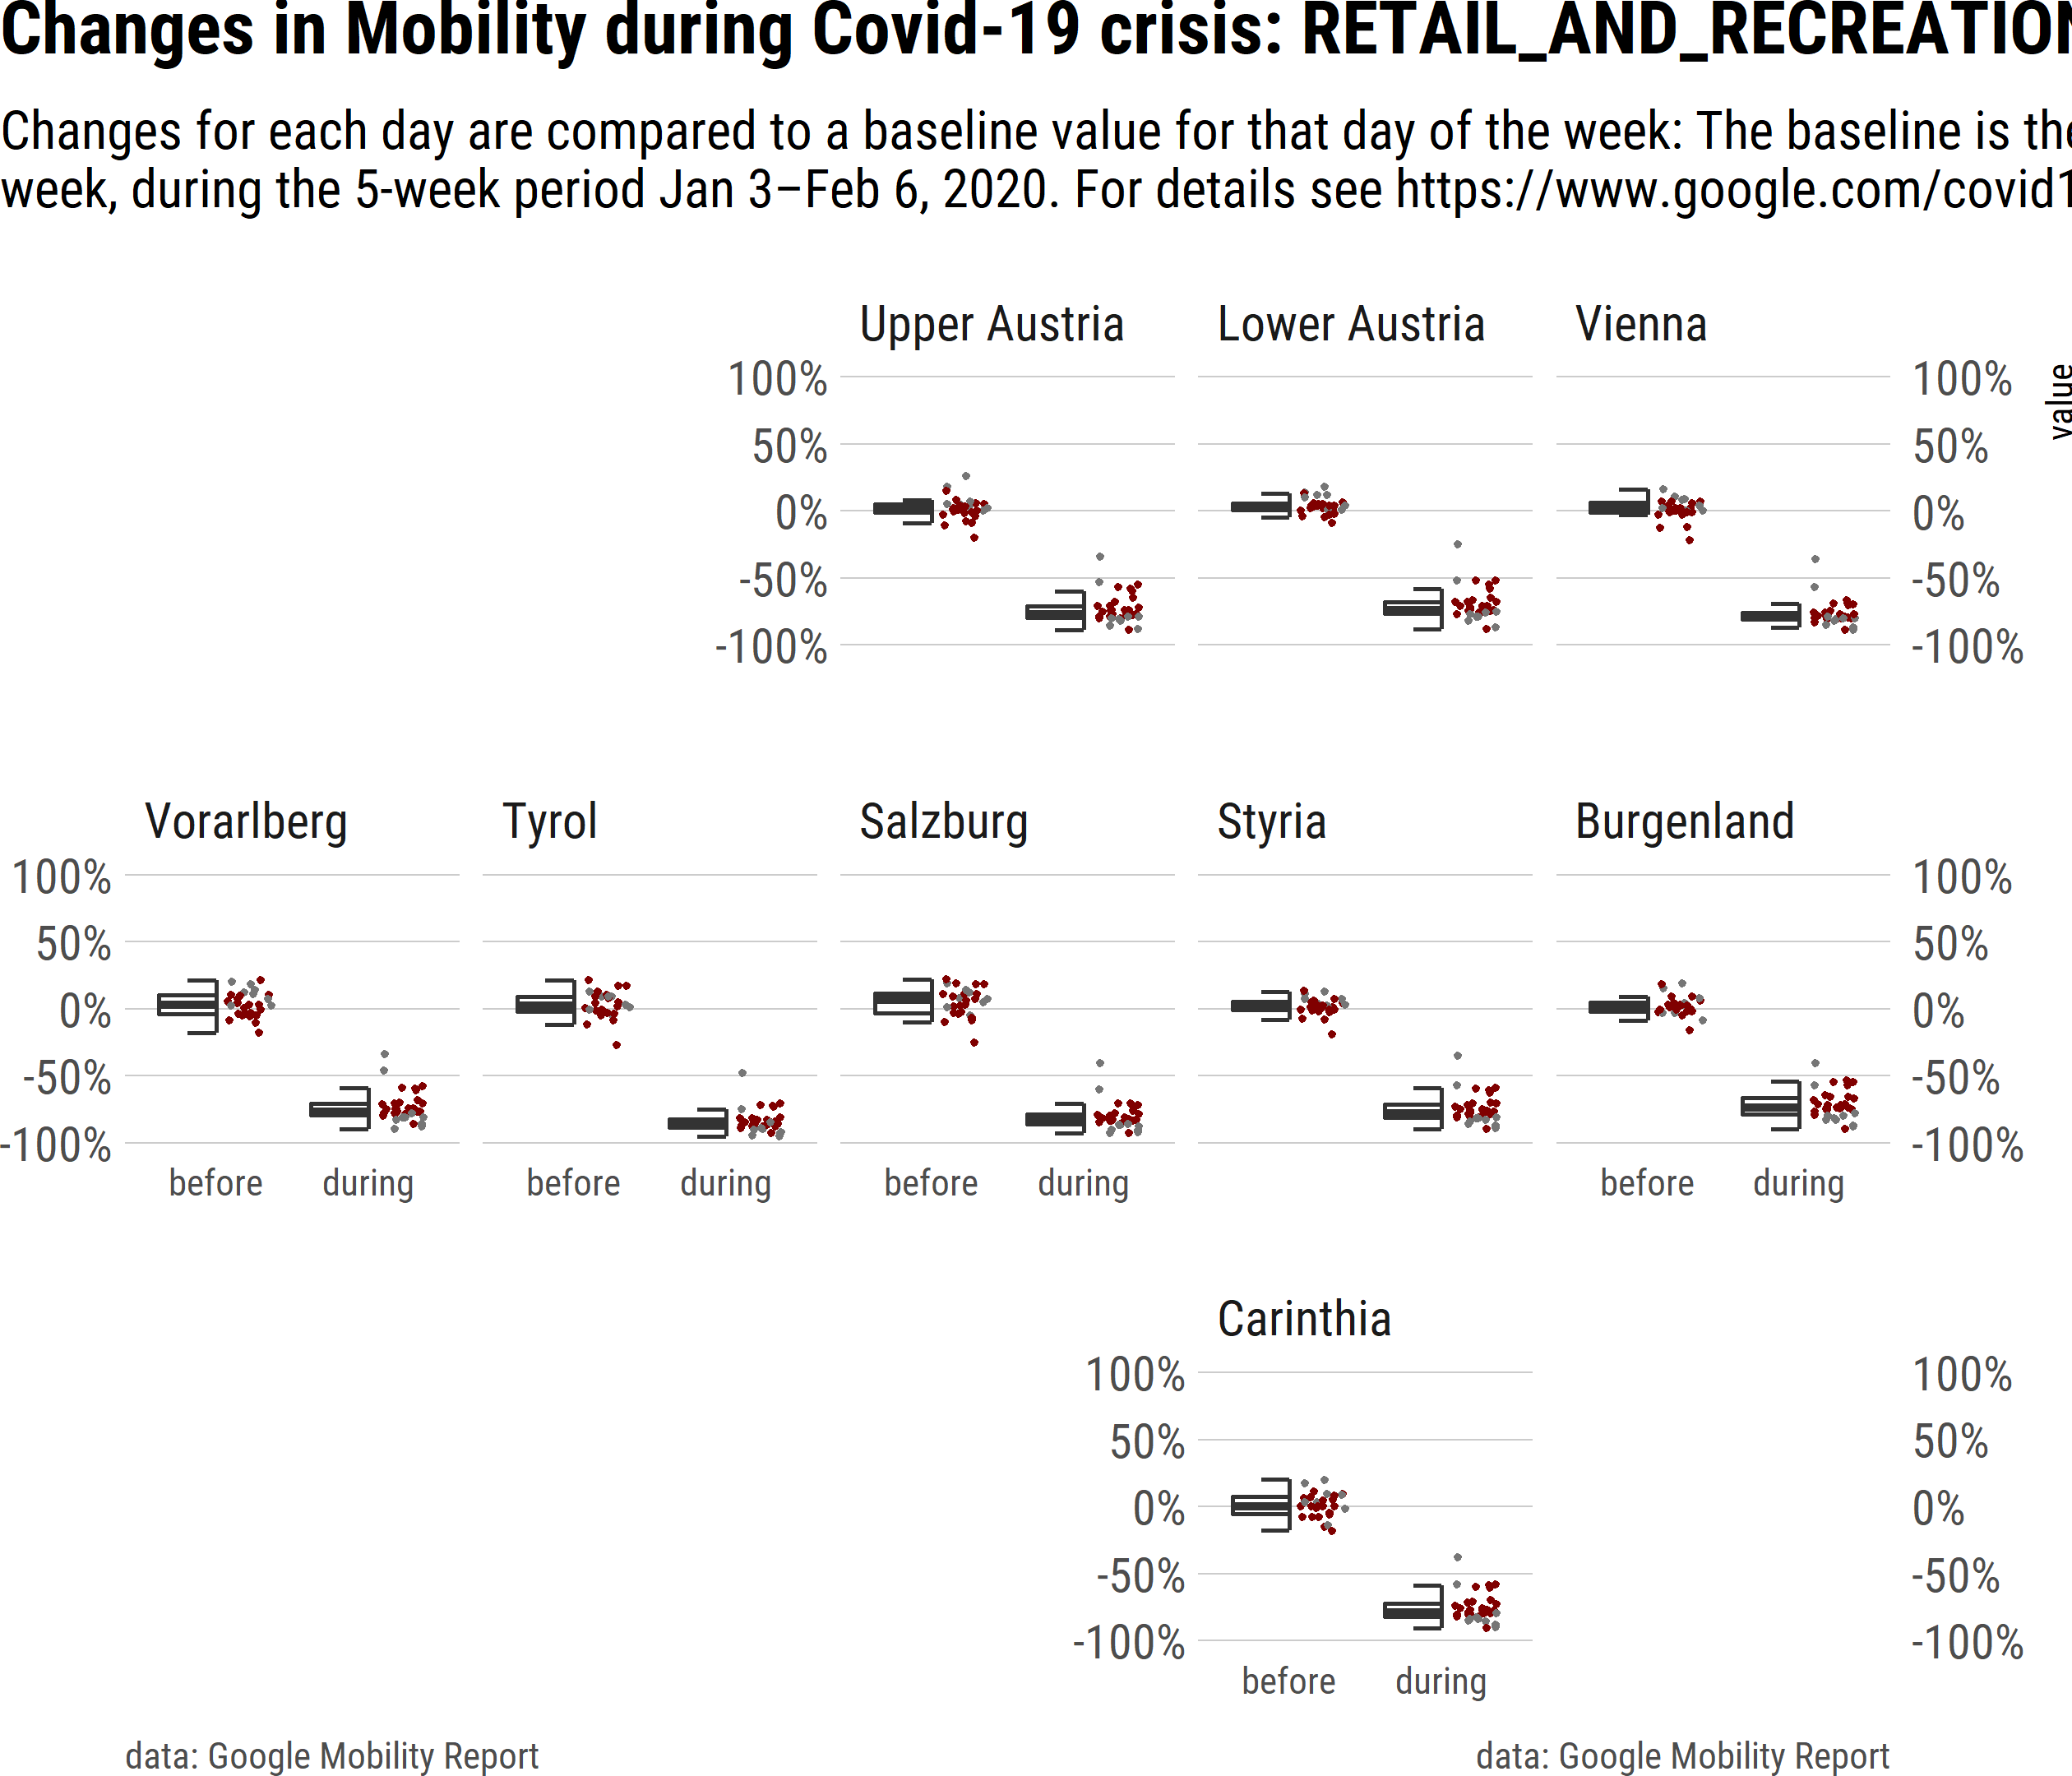 Changes in Mobility during Covid-19 crisis: RETAIL_AND_RECREATION
Changes for each day are compared to a baseline value for that day of the week: The baseline is the
week, during the 5-week period Jan 3–Feb 6, 2020. For details see https://www.google.com/covid1
Upper Austria Lower Austria Vienna
100% 100%
value
50% 50%
0% 0%
-50% -50%
-100% -100%
Vorarlberg Tyrol Salzburg Styria Burgenland
100% 100%
50% 50%
0% 0%
-50% -50%
-100% -100%
before during before during before during before during
Carinthia
100% 100%
50% 50%
0% 0%
-50% -50%
-100% -100%
before during
data: Google Mobility Report data: Google Mobility Report